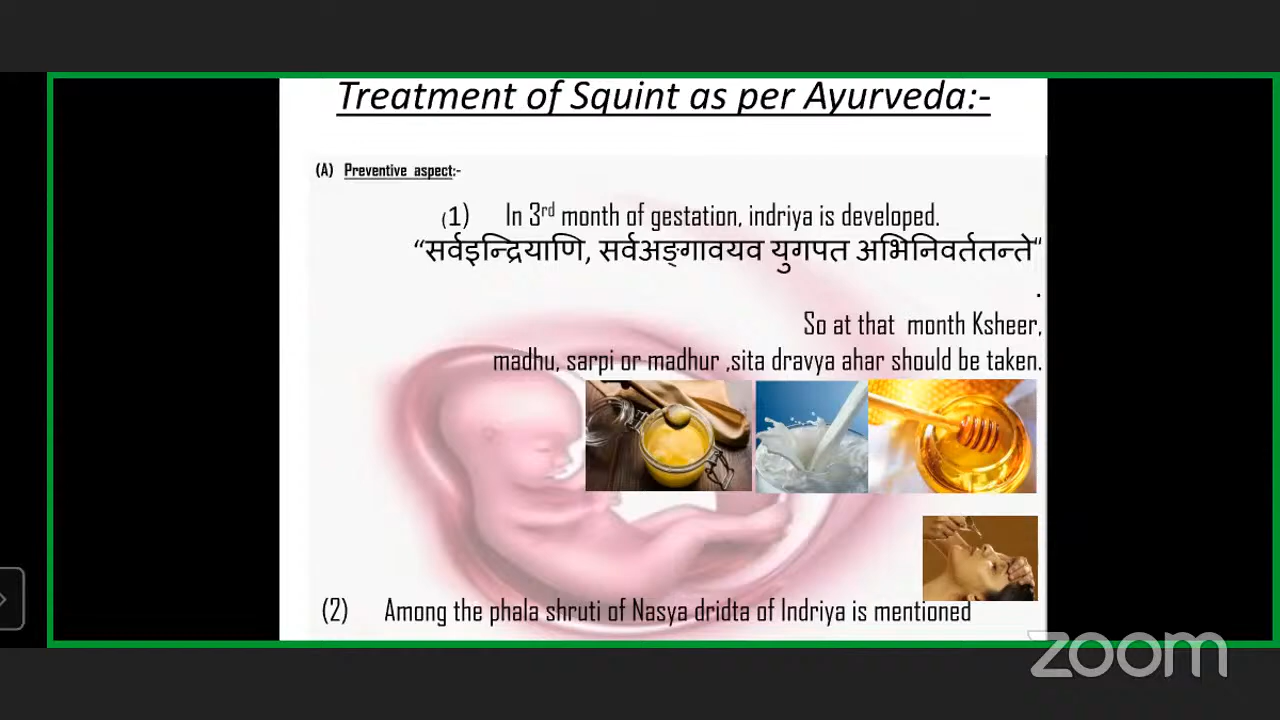 Treatment of Squint as per Ayurveda:-
(A) Preventive aspect:-
(1) In 3rd month of gestation, indriya is developed.
“सर्वइन्द्रियाणि, सर्वअङ्गावयव युगपत अभिनिवर्ततन्ते“
.
So at that month Ksheer,
madhu, sarpi or madhur ,sita dravya ahar should be taken.
(2) Among the phala shruti of Nasya dridta of Indriya is mentioned
zoom